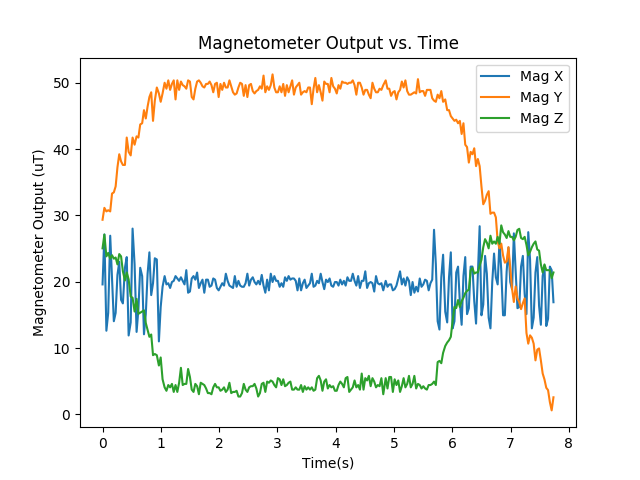 Magnetometer Output vs. Time
Mag X
Mag Y
Mag Z
Magnetometer Output (uT)
50
40
30
20
10
0
0 1 2 3 4 5 6 7 8
Time(s)